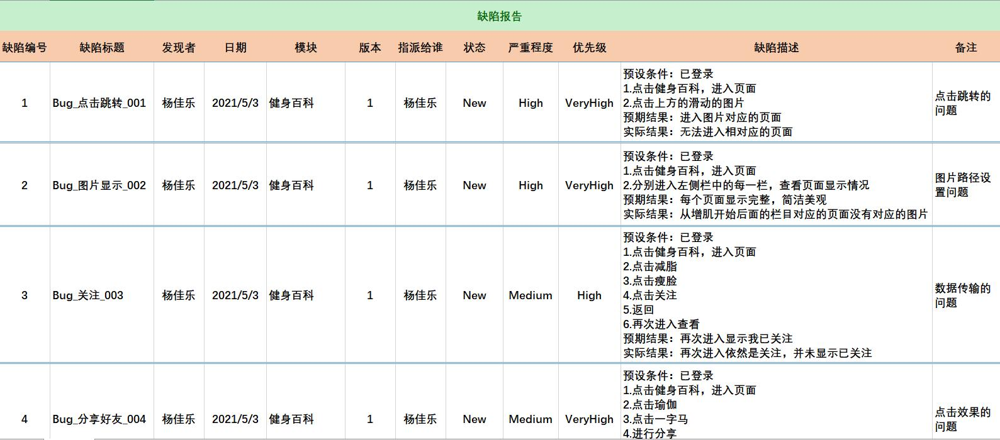 缺陷报告
缺陷编号 缺陷标题 发现者 日期 模块 版本 指派给谁 状态 严重程度 优先级 缺陷描述 备注
1 Bug_点击跳转_001 杨佳乐 2021/5/3 健身百科 1 杨佳乐 New High VeryHigh
预设条件：已登录
1.点击健身百科，进入页面
2.点击上方的滑动的图片
预期结果：进入图片对应的页面
实际结果：无法进入相对应的页面
点击跳转的
问题
2 Bug_图片显示_002 杨佳乐 2021/5/3 健身百科 1 杨佳乐 New High VeryHigh
预设条件：已登录
1.点击健身百科，进入页面
2.分别进入左侧栏中的每一栏，查看页面显示情况
预期结果：每个页面显示完整，简洁美观
实际结果：从增肌开始后面的栏目对应的页面没有对应的图片
图片路径设
置问题
3 Bug_关注_003 杨佳乐 2021/5/3 健身百科 1 杨佳乐 New Medium High
预设条件：已登录
1.点击健身百科，进入页面
2.点击减脂
3.点击瘦脸
4.点击关注
5.返回
6.再次进入查看
预期结果：再次进入显示我已关注
实际结果：再次进入依然是关注，并未显示已关注
数据传输的
问题
4 Bug_分享好友_004 杨佳乐 2021/5/3 健身百科 1 杨佳乐 New Medium VeryHigh
预设条件：已登录
1.点击健身百科，进入页面
2.点击瑜伽
3.点击一字马
4.进行分享
点击效果的
问题